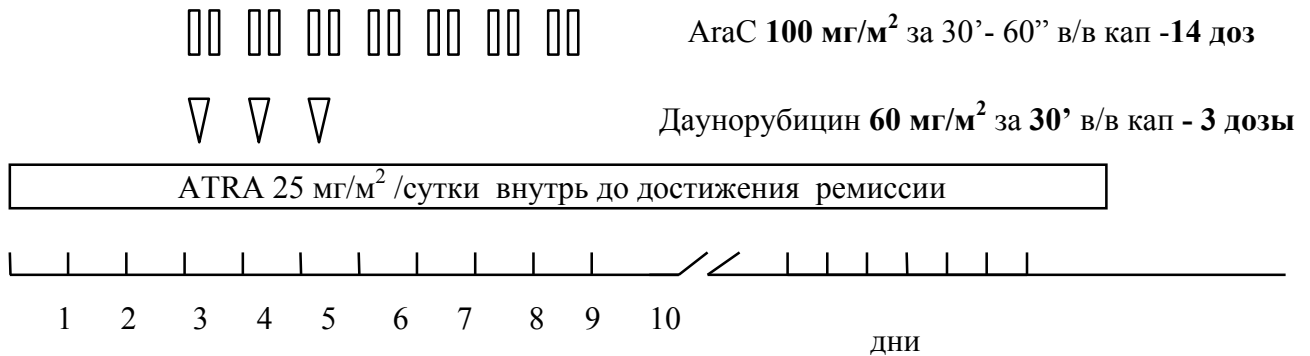 AraC 100 мг/м² за 30’- 60” в/в кап -14 доз
Даунорубицин 60 мг/м² за 30’ в/в кап - 3 дозы
ATRA 25 мг/м² /сутки внутрь до достижения ремиссии
1 2 3 4 5 6 7 8 9 10
дни